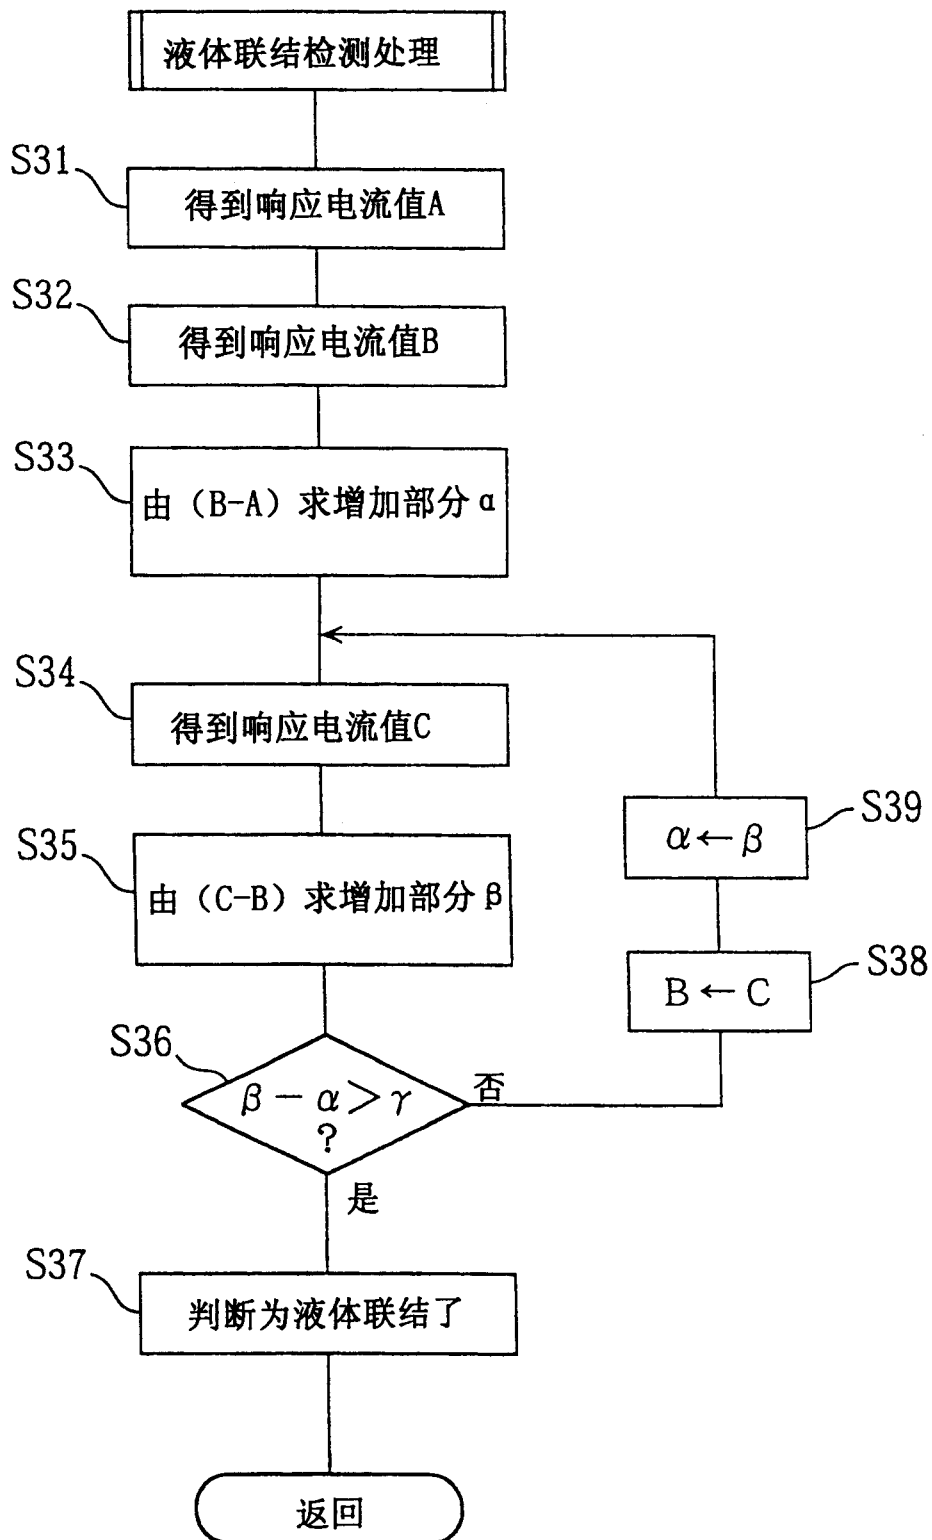 液体联结检测处理
S31
得到响应电流值A
S32
得到响应电流值B
S33
由（B-A）求增加部分α
S34
得到响应电流值C
S39
α←β
S35
由（C-B）求增加部分β
S38
B←C
S36
β-α＞γ
?
否
是
S37
判断为液体联结了
返回